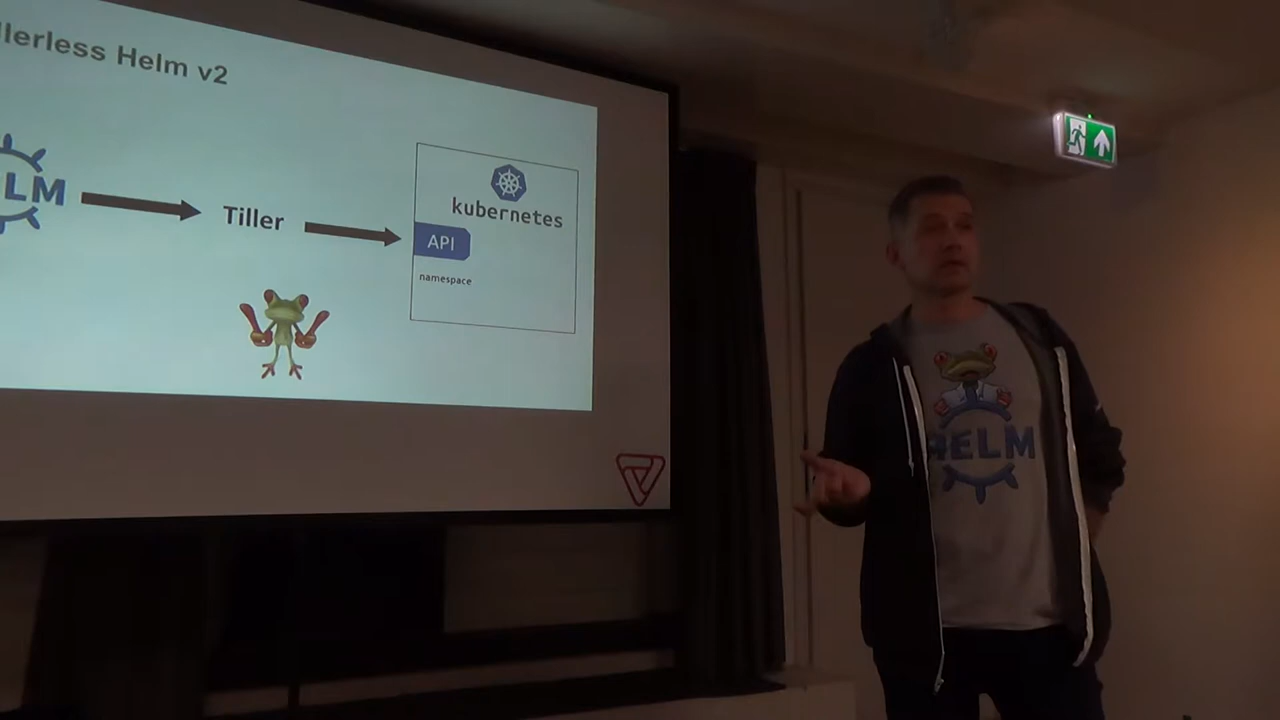 llerless Helm v2
LM
Tiller
kubernetes
API
namespace
HELM